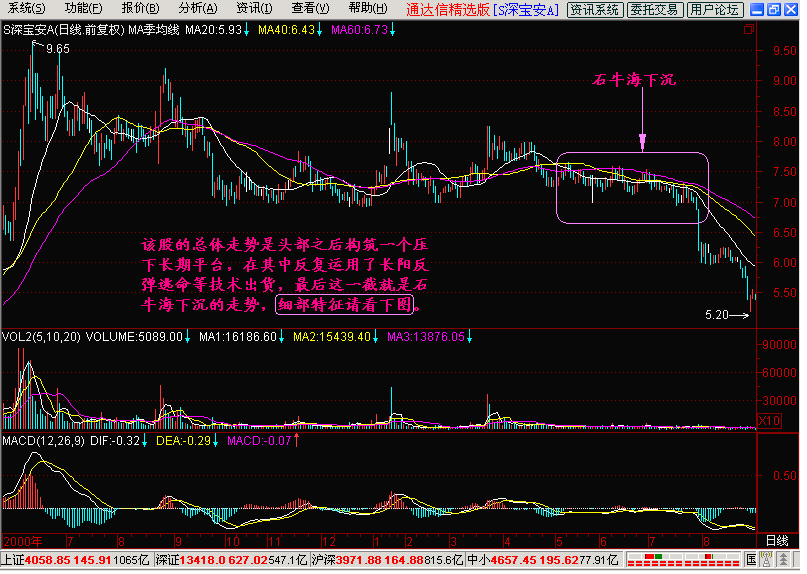 系统(S) 功能(F) 报价(B) 分析(A) 资讯(I) 查看(V) 帮助(H) 通达信精选版 [S深宝安A] 资讯系统 委托交易 用户论坛
S深宝安A(日线.前复权) MA季均线 MA20:5.93↓ MA40:6.43↓ MA60:6.73↓
9.65
9.50
9.00
石牛海下沉
8.50
8.00
7.50
7.00
6.50
该股的总体走势是头部之后构筑一个压
下长期平台，在其中反复运用了长阳反
弹逃命等技术出货，最后这一截就是石
牛海下沉的走势，细部特征请看下图。
6.00
5.50
5.20
VOL2(5,10,20) VOLUME:5089.00↓ MA1:16186.60↓ MA2:15439.40↓ MA3:13876.05↓
90000
60000
30000
X10
MACD(12,26,9) DIF:-0.32↓ DEA:-0.29↓ MACD:-0.07↑
0.50
2000年 7 8 9 10 11 12 1 2 3 4 5 6 7 8 日线
上证4058.85 145.91 1065亿 深证13418.0 627.02 547.1亿 沪深3971.88 164.88 815.6亿 中小4657.45 195.62 77.91亿 国